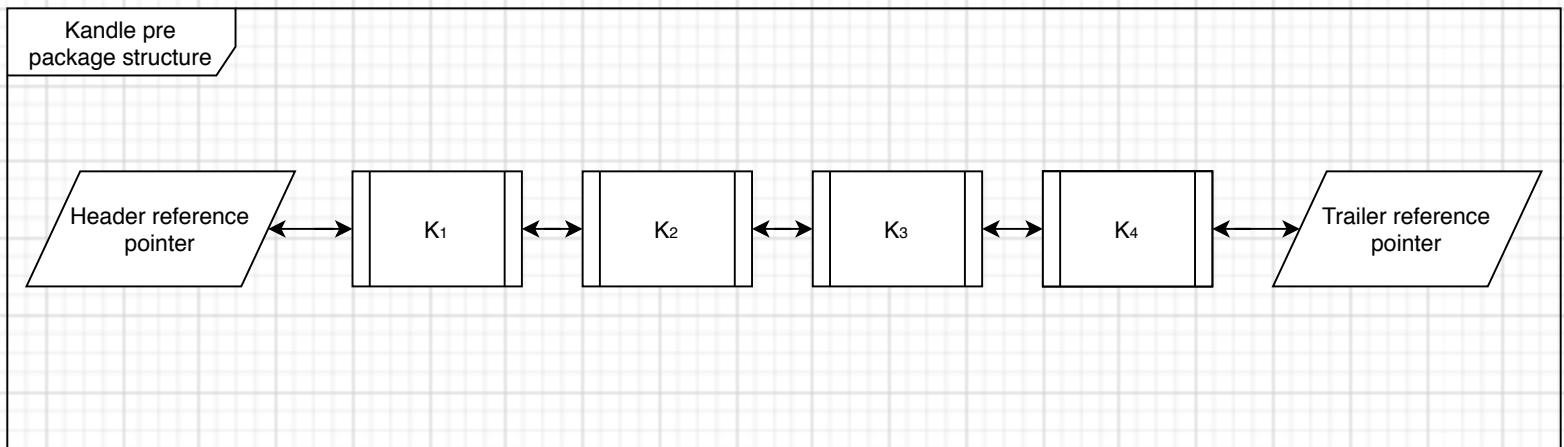 Kandle pre
package structure
Header reference
pointer
K₁
K₂
K₃
K₄
Trailer reference
pointer